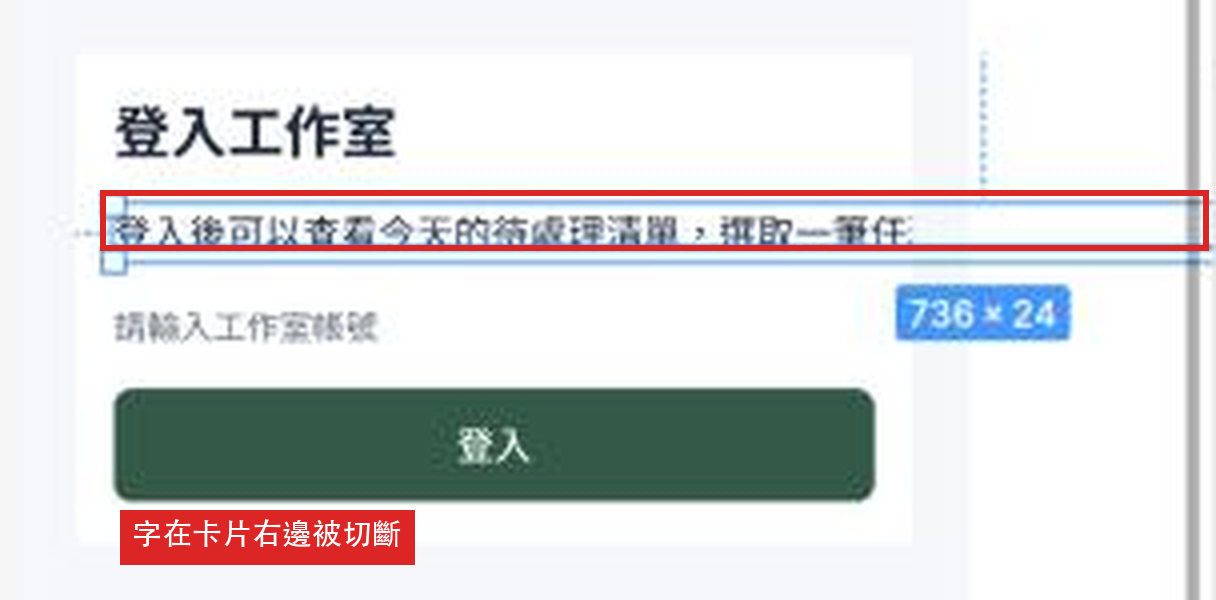 登入工作室
登入後可以查看今天的待處理清單，選取一筆任
請輸入工作室帳號
736 × 24
登入
字在卡片右邊被切斷